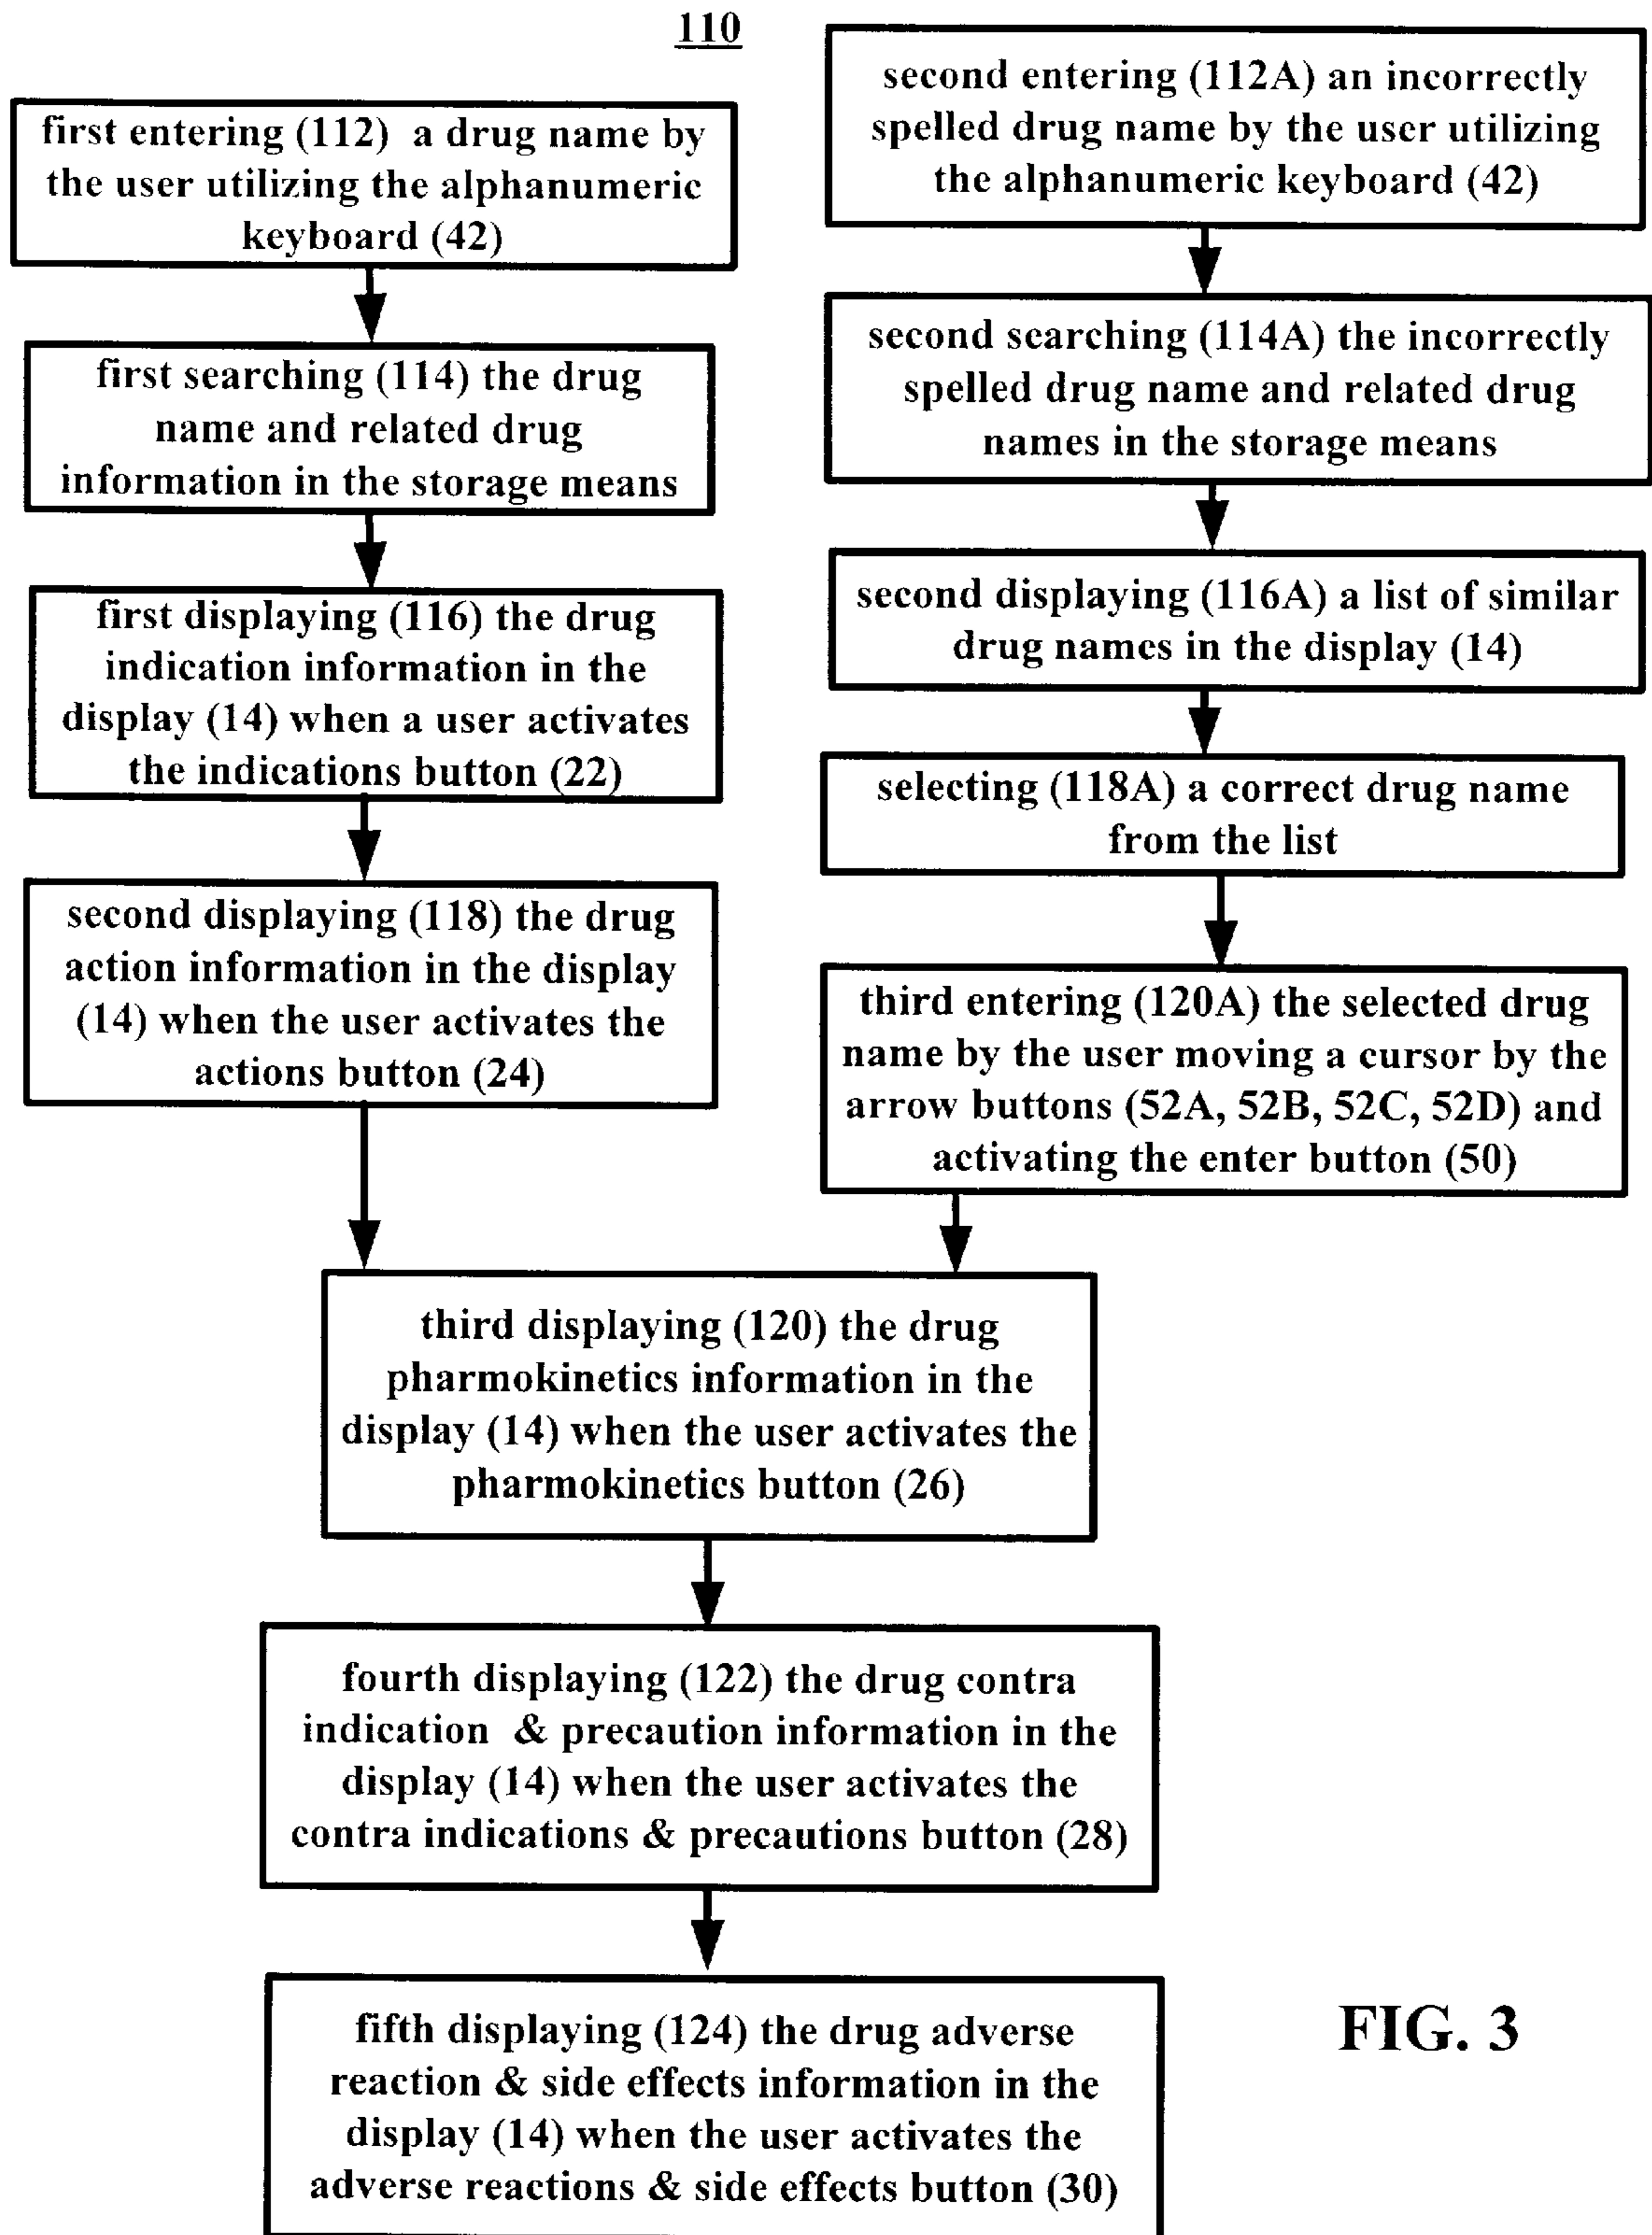 110
first entering (112) a drug name by
the user utilizing the alphanumeric
keyboard (42)
first searching (114) the drug
name and related drug
information in the storage means
first displaying (116) the drug
indication information in the
display (14) when a user activates
the indications button (22)
second displaying (118) the drug
action information in the display
(14) when the user activates the
actions button (24)
second entering (112A) an incorrectly
spelled drug name by the user utilizing
the alphanumeric keyboard (42)
second searching (114A) the incorrectly
spelled drug name and related drug
names in the storage means
second displaying (116A) a list of similar
drug names in the display (14)
selecting (118A) a correct drug name
from the list
third entering (120A) the selected drug
name by the user moving a cursor by the
arrow buttons (52A, 52B, 52C, 52D) and
activating the enter button (50)
third displaying (120) the drug
pharmokinetics information in the
display (14) when the user activates the
pharmokinetics button (26)
fourth displaying (122) the drug contra
indication & precaution information in the
display (14) when the user activates the
contra indications & precautions button (28)
fifth displaying (124) the drug adverse
reaction & side effects information in the
display (14) when the user activates the
adverse reactions & side effects button (30)
FIG. 3